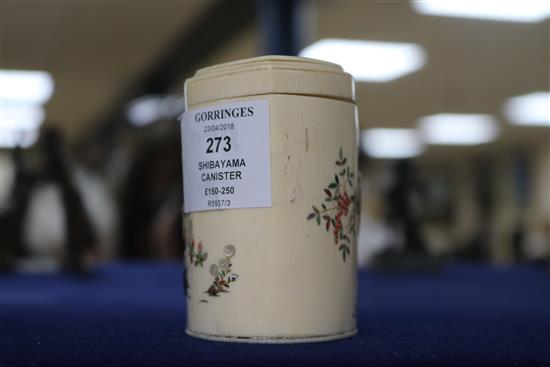 GORRINGES
23/04/2018
273
SHIBAYAMA
CANISTER
£150-250
R5937/3